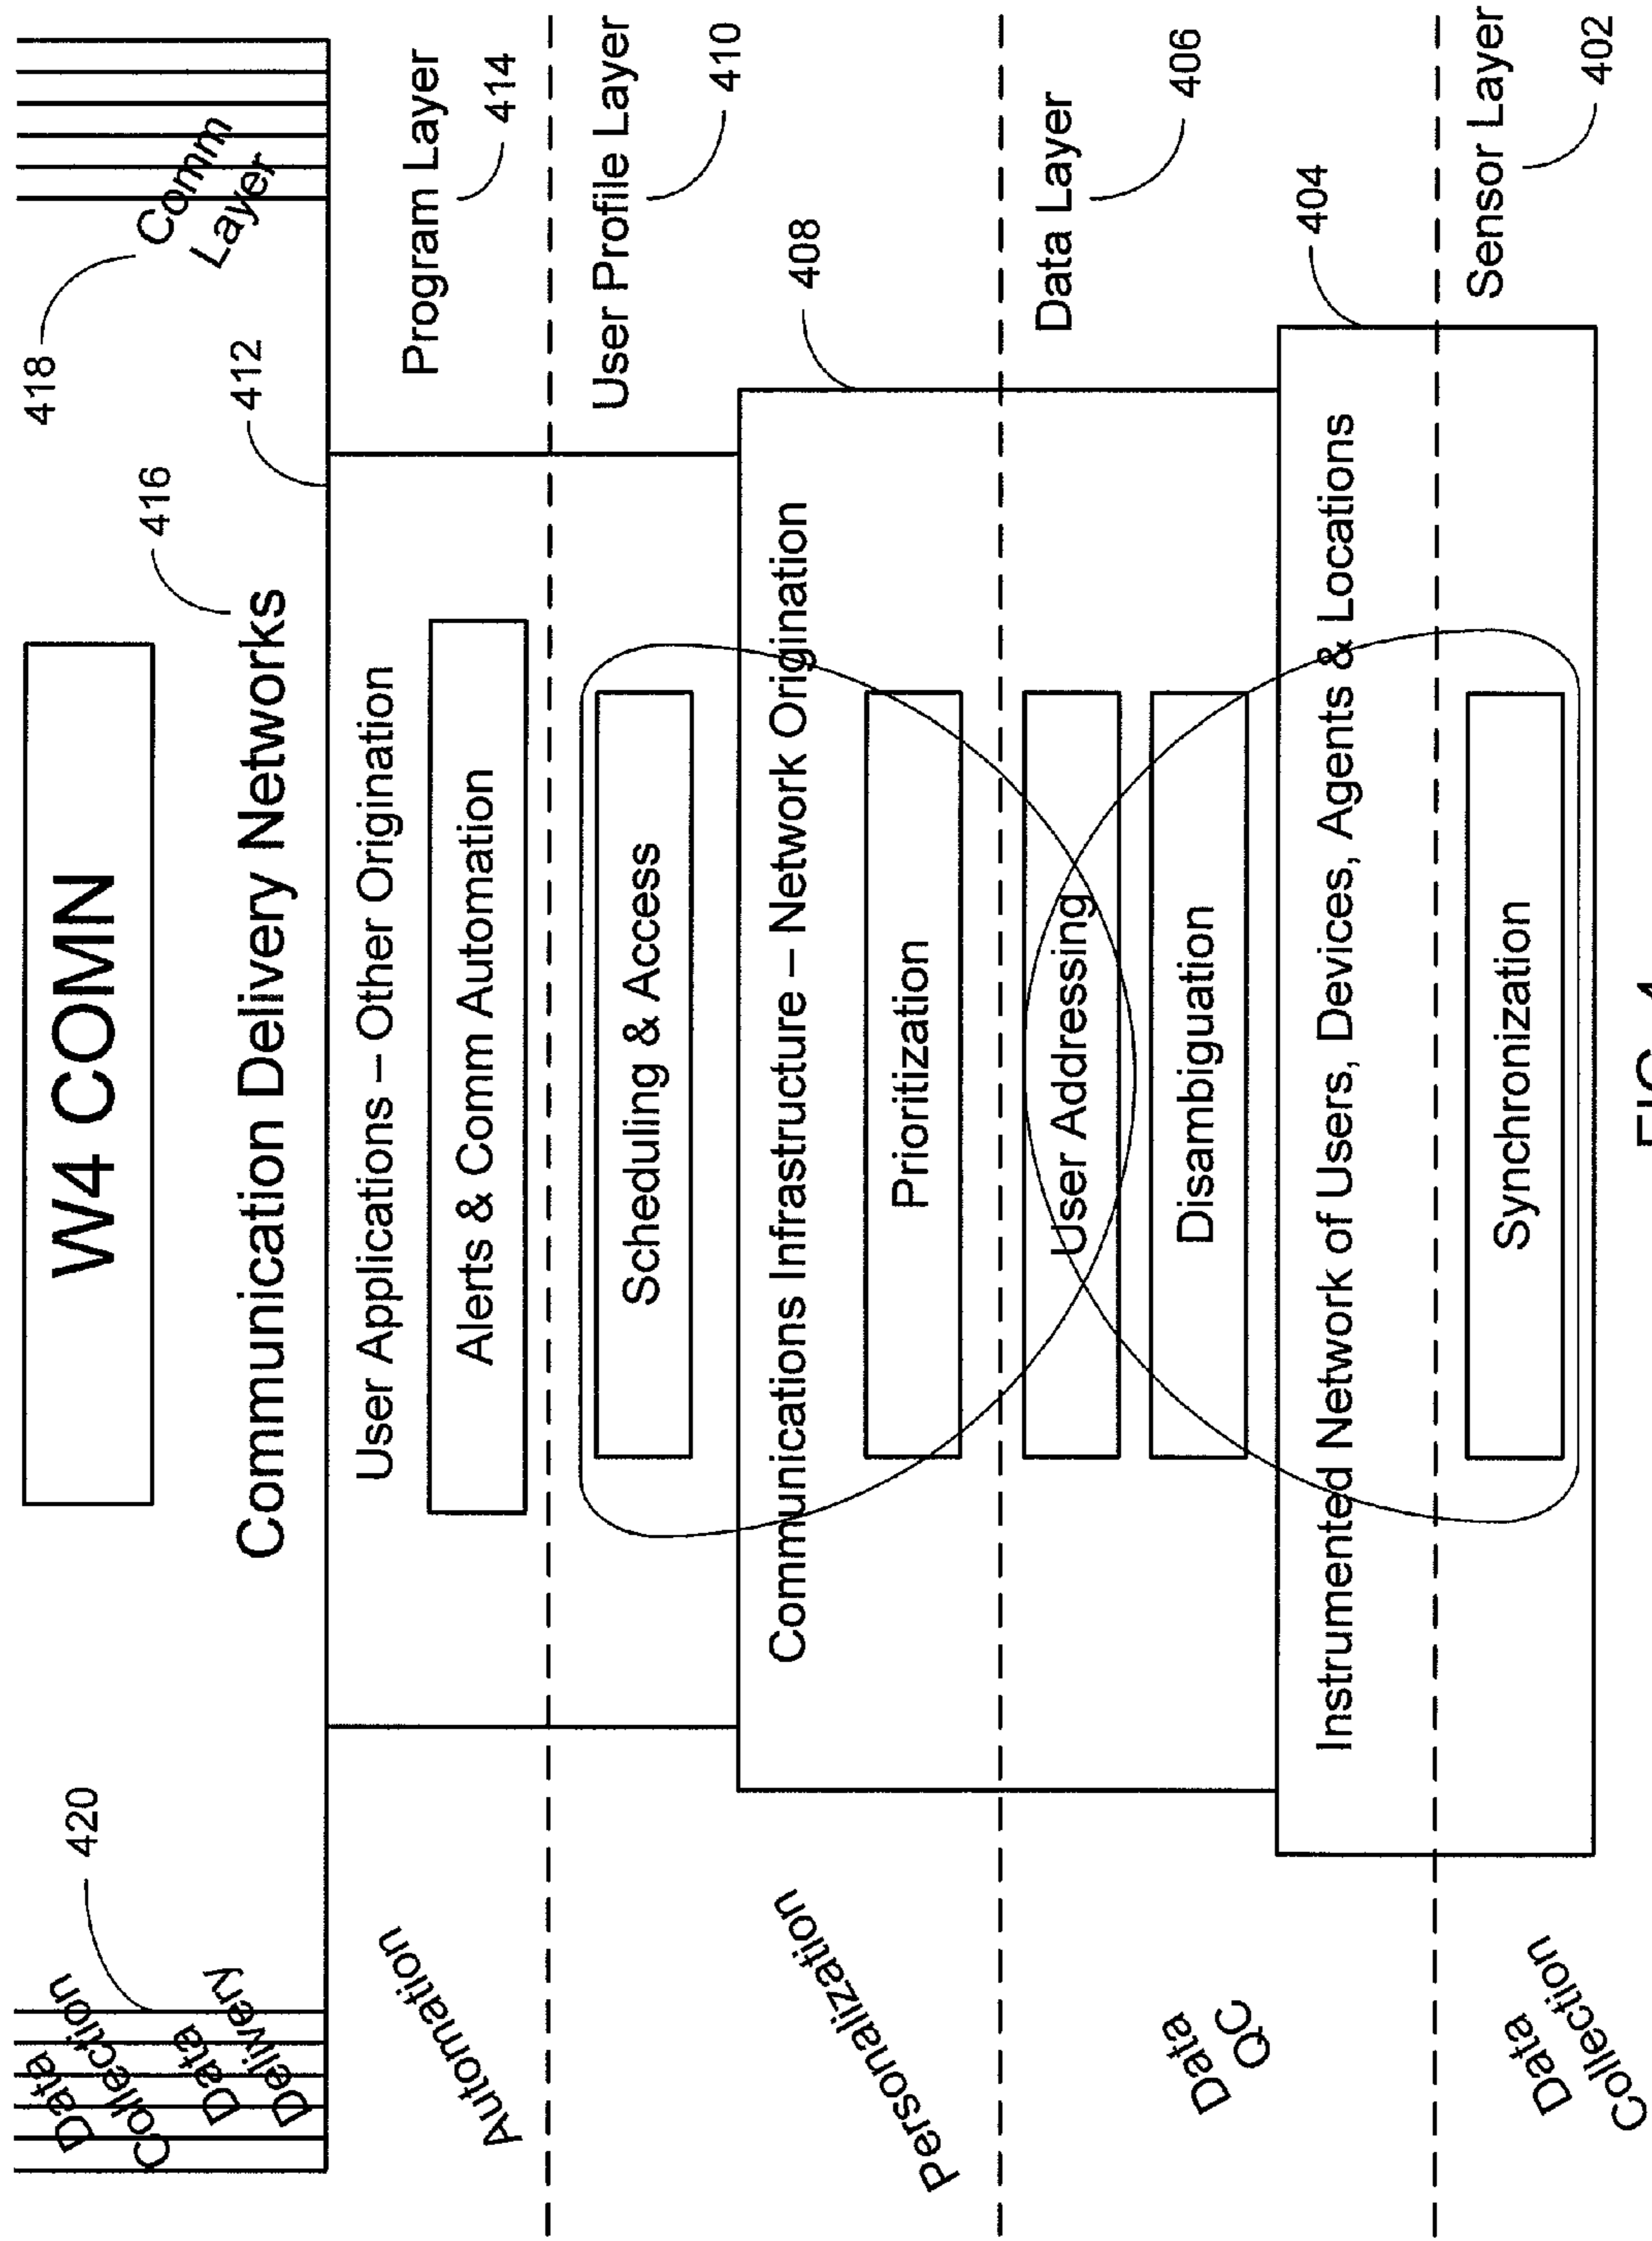 W4 COMN
418
Comm
Layer
420
Data
Collection
Data
Delivery
416
Communication Delivery Networks
412
User Applications – Other Origination
Automation
Alerts & Comm Automation
Program Layer
414
Scheduling & Access
User Profile Layer
410
Communications Infrastructure – Network Origination
408
Personalization
Prioritization
User Addressing
Data Layer
406
Data
QC
Disambiguation
Instrumented Network of Users, Devices, Agents & Locations
404
Data
Collection
Synchronization
Sensor Layer
402
FIG. 4